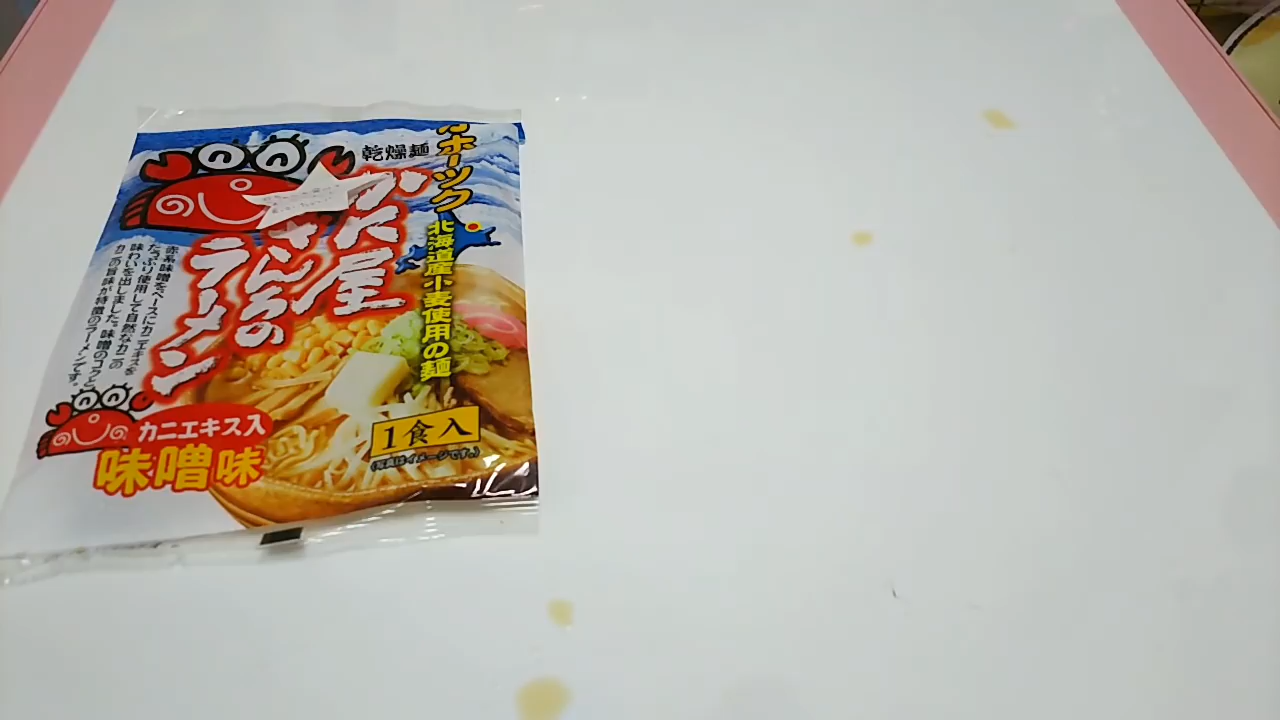 乾燥麺
ホーツク
北海道産小麦使用の麺
かに屋
さんちの
ラーメン
赤系味噌をベースにカニエキスを
たっぷり使用して自然なカニの
味わいを出しました。味噌のコクと
カニの旨味が特徴のラーメンです。
カニエキス入
味噌味
1食入
(写真はイメージです。)